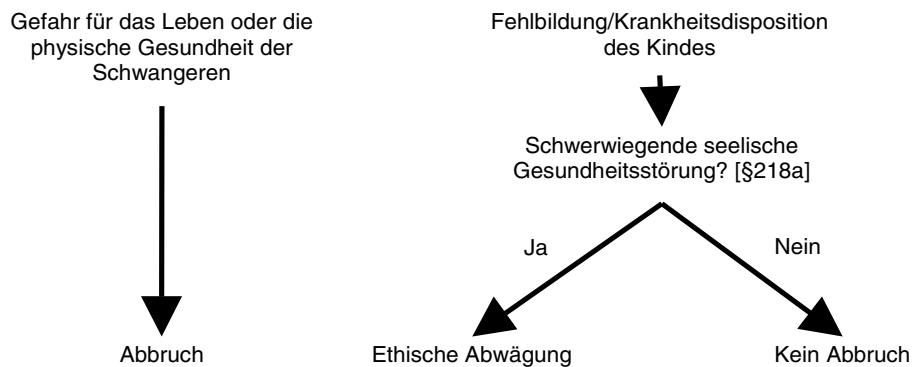 Gefahr für das Leben oder die
physische Gesundheit der
Schwangeren
Fehlbildung/Krankheitsdisposition
des Kindes
Schwerwiegende seelische
Gesundheitsstörung? [§218a]
Ja
Nein
Abbruch
Ethische Abwägung
Kein Abbruch